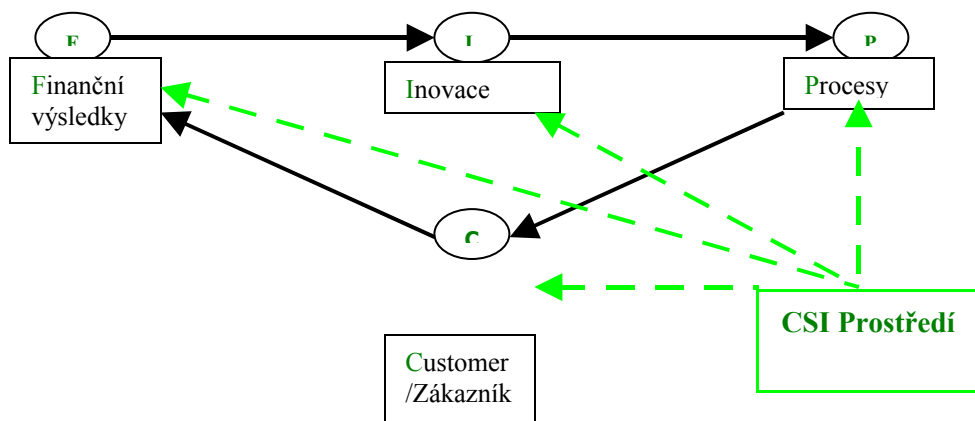 F
I
P
Finanční
výsledky
Inovace
Procesy
C
CSI Prostředí
Customer
/Zákazník